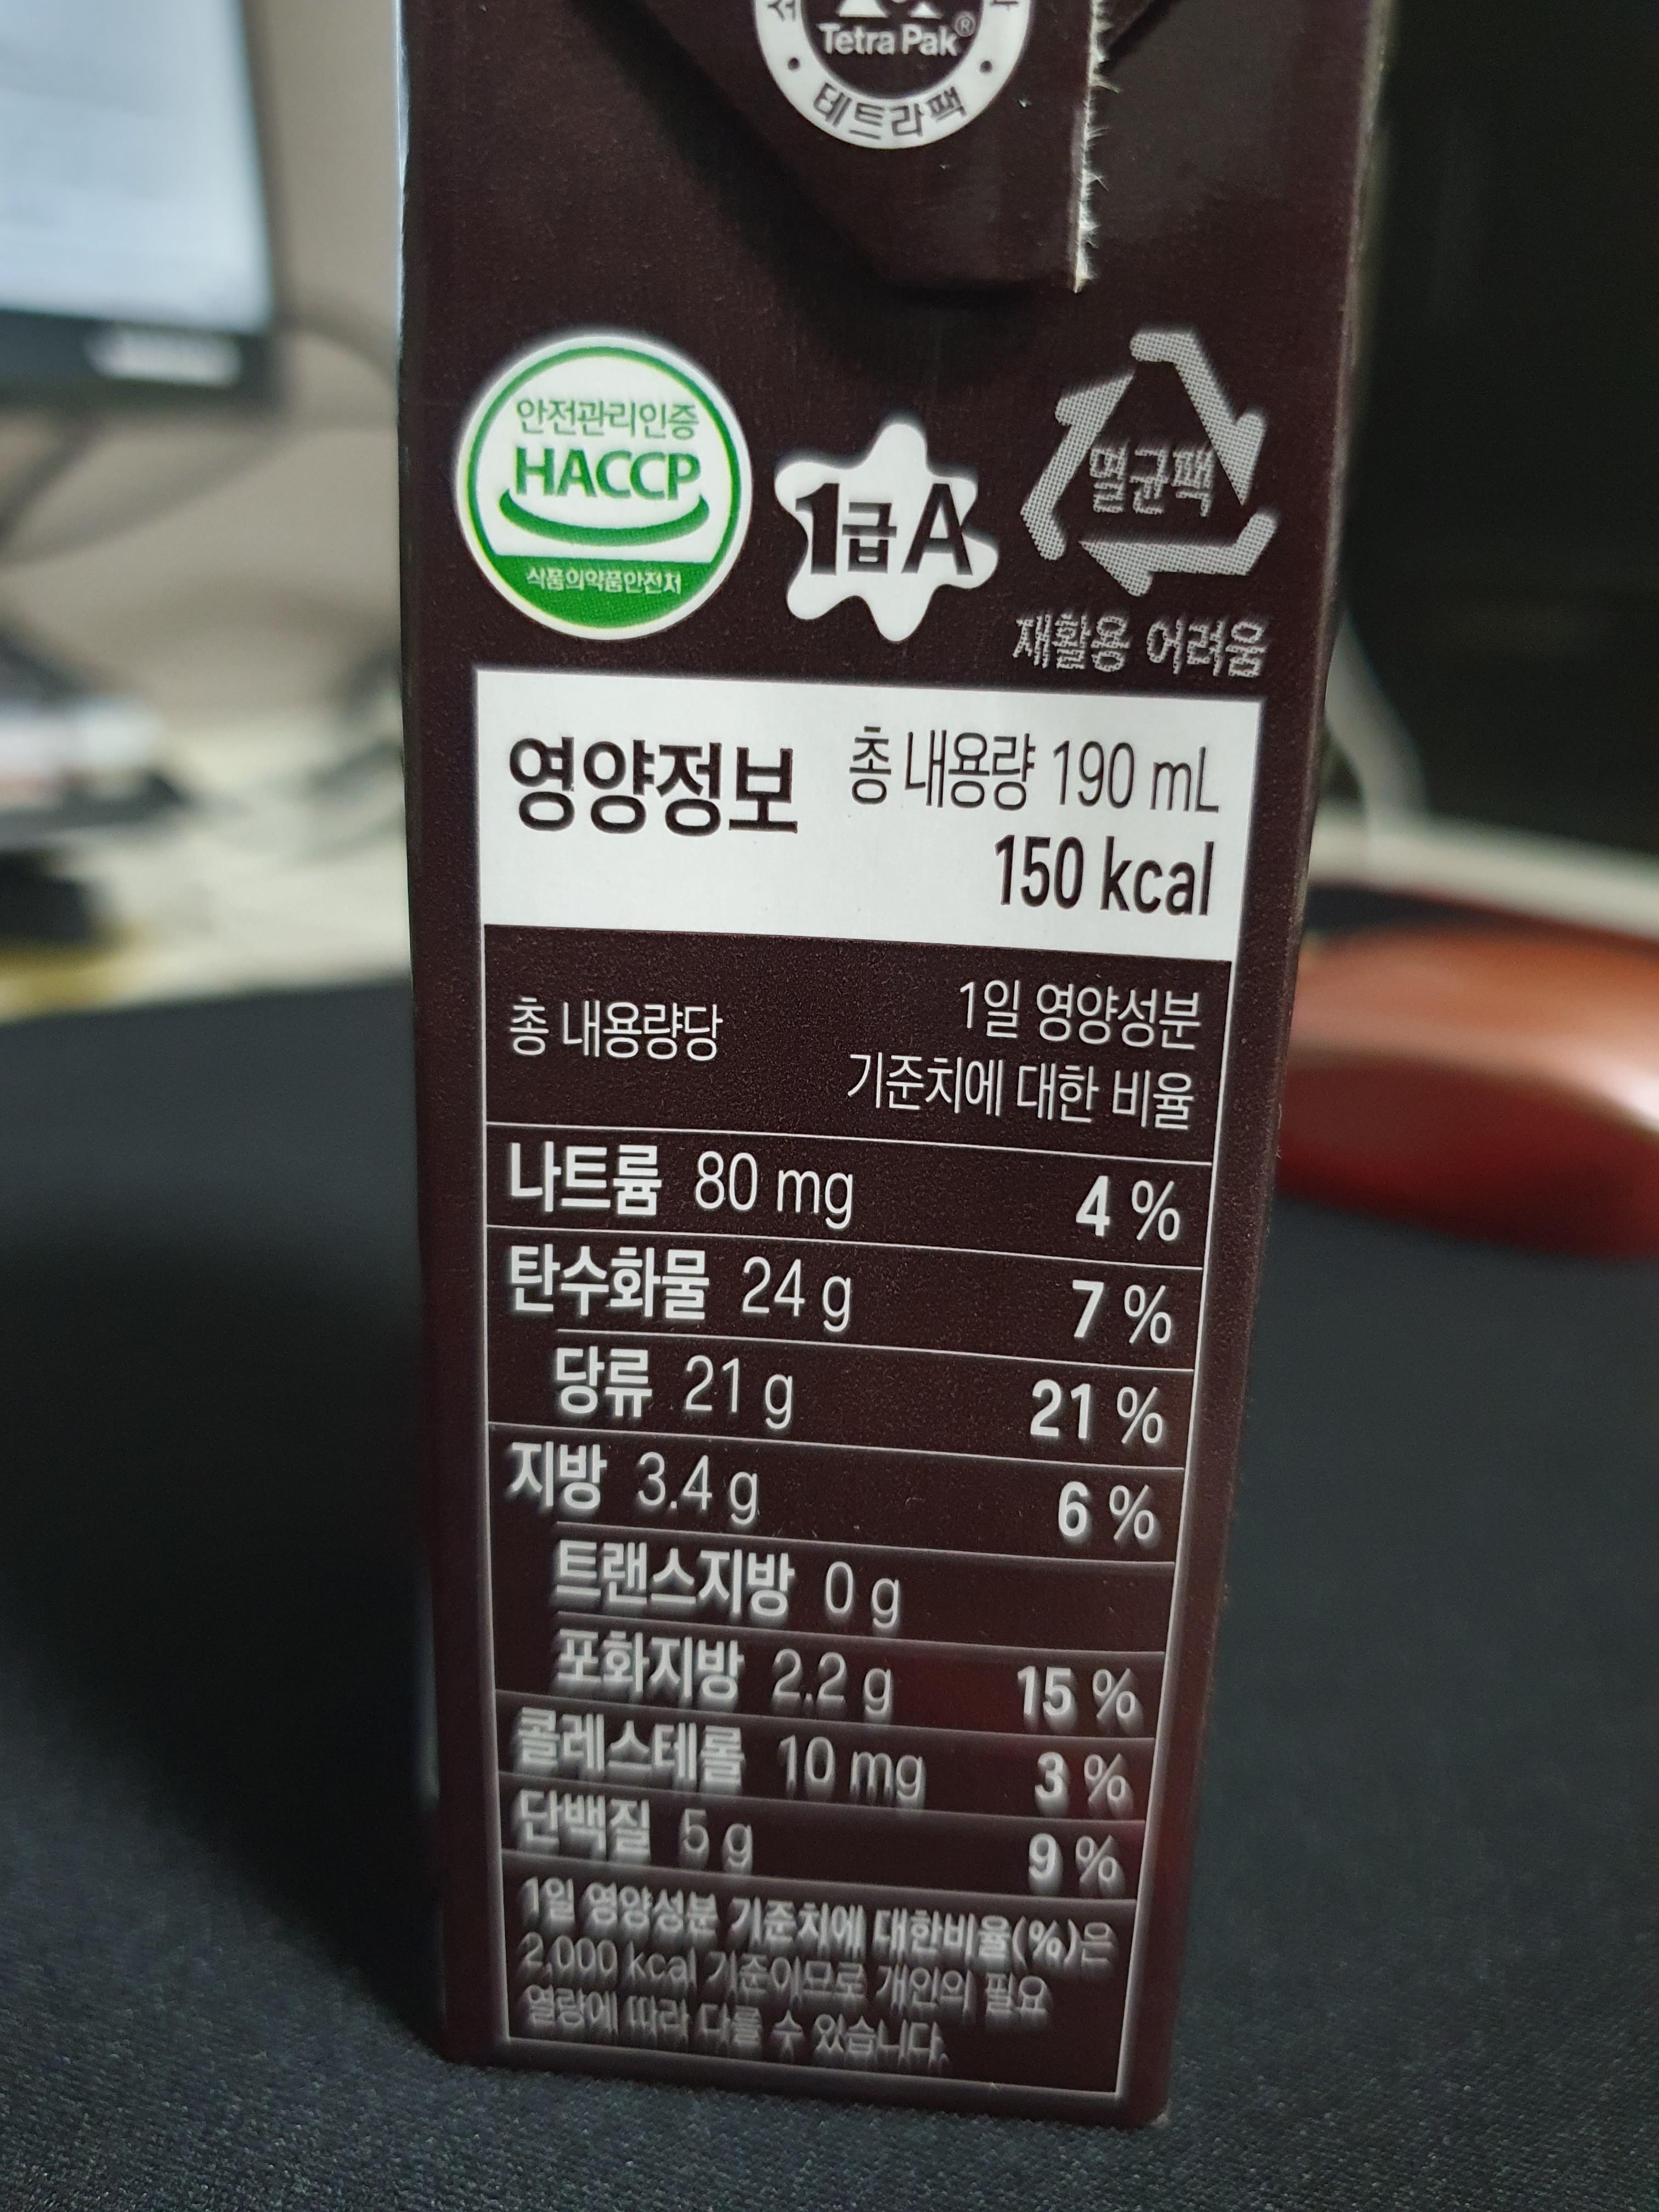 Tetra Pak®
테트라팩
안전관리인증
HACCP
식품의약품안전처
1급A
멸균팩
재활용 어려움
영양정보 총 내용량 190 mL
150 kcal
총 내용량당 1일 영양성분
기준치에 대한 비율
나트륨 80 mg 4 %
탄수화물 24 g 7 %
당류 21 g 21 %
지방 3.4 g 6 %
트랜스지방 0 g
포화지방 2.2 g 15 %
콜레스테롤 10 mg 3 %
단백질 5 g 9 %
1일 영양성분 기준치에 대한비율(%)은
2,000 kcal 기준이므로 개인의 필요
열량에 따라 다를 수 있습니다.